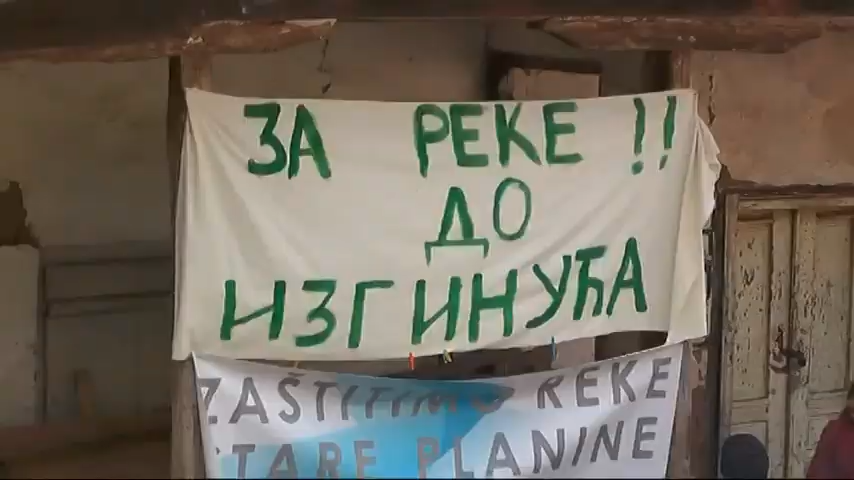 ЗА РЕКЕ !!
ДО
ИЗГИНУЋА
ZAŠTITIMO REKE
TARE PLANINE